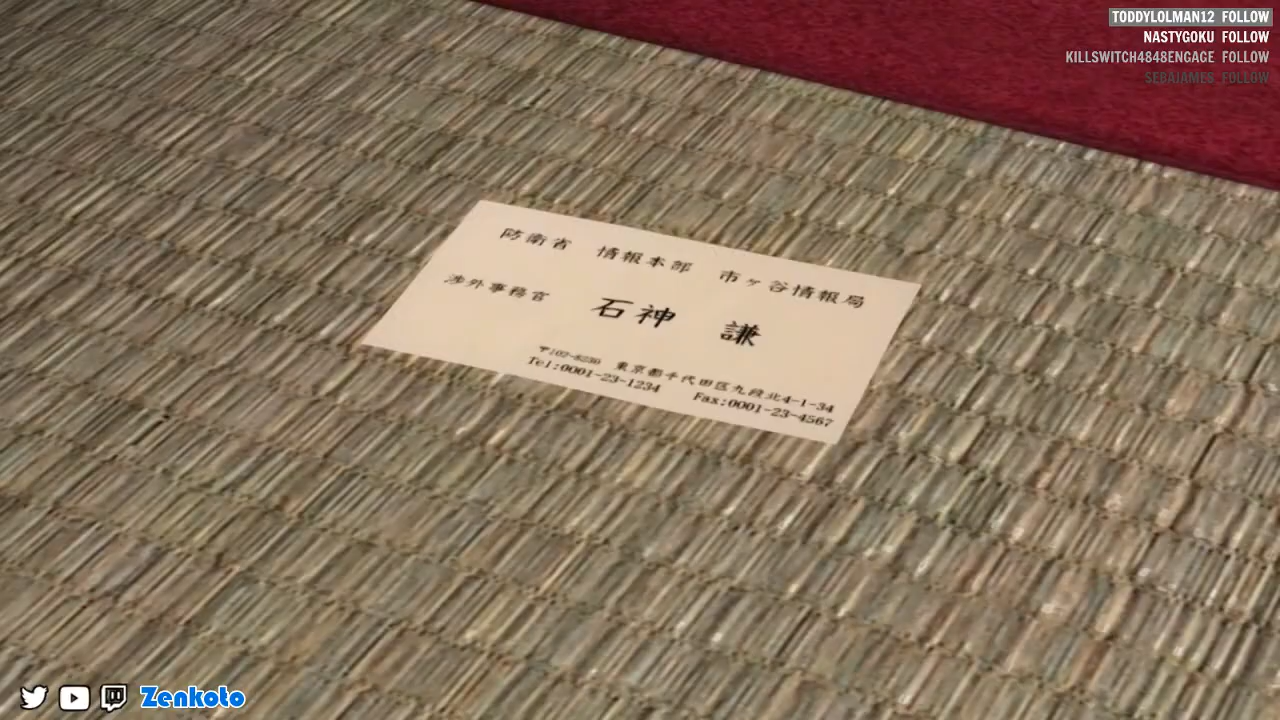 TODDYLOLMAN12 FOLLOW
NASTYGOKU FOLLOW
KILLSWITCH4848ENGAGE FOLLOW
SEBAJAMES FOLLOW
防衛省 情報本部 市ヶ谷情報局
渉外事務官 石神 謙
〒102-8230 東京都千代田区九段北4-1-34
Tel:0001-23-1234 Fax:0001-23-4567
Zenkoto